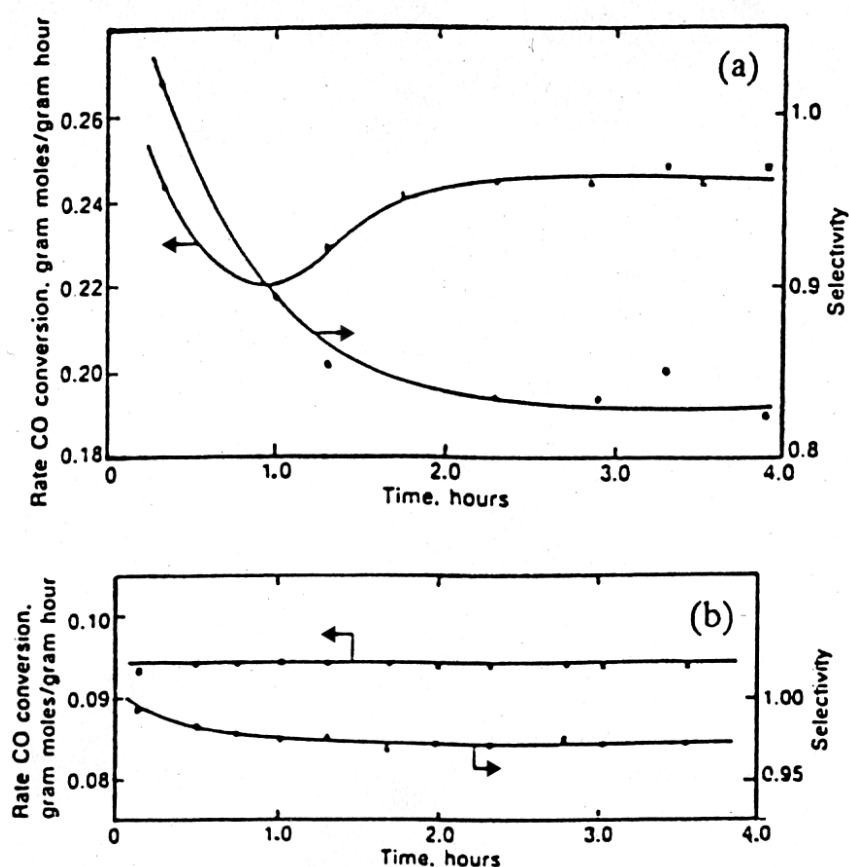 (a)
Rate CO conversion, gram moles/gram hour
0.26
0.24
0.22
0.20
0.18
1.0
0.9
0.8
Selectivity
0 1.0 2.0 3.0 4.0
Time, hours
(b)
Rate CO conversion,
gram moles/gram hour
0.10
0.09
0.08
1.00
0.95
Selectivity
0 1.0 2.0 3.0 4.0
Time, hours